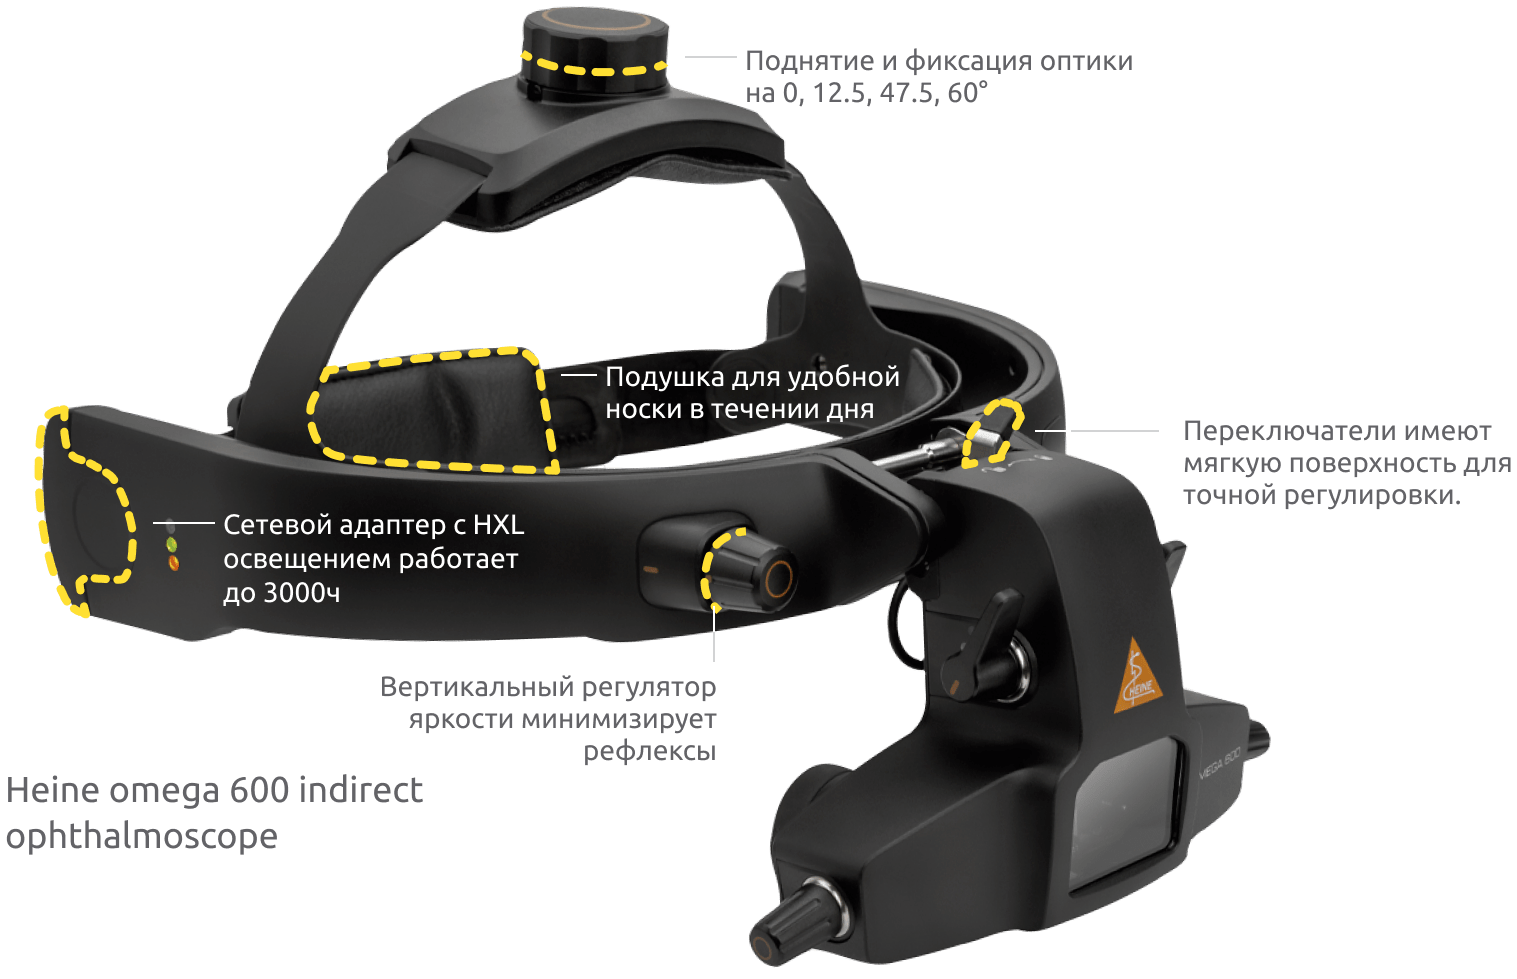 Поднятие и фиксация оптики
на 0, 12.5, 47.5, 60°
Подушка для удобной
носки в течении дня
Переключатели имеют
мягкую поверхность для
точной регулировки.
Сетевой адаптер с HXL
освещением работает
до 3000ч
Вертикальный регулятор
яркости минимизирует
рефлексы
HEINE
MEGA 600
Heine omega 600 indirect
ophthalmoscope